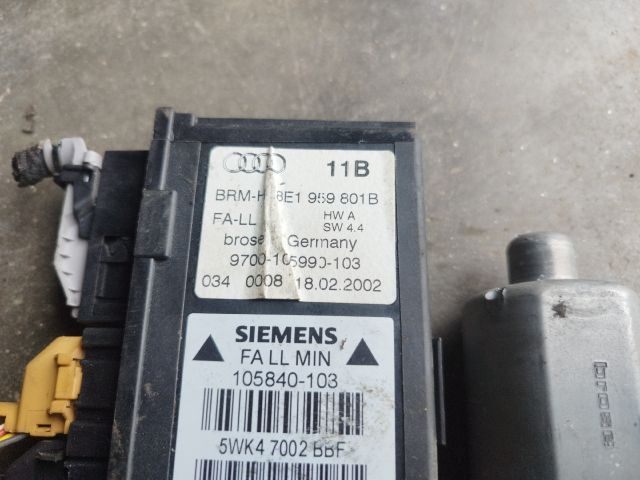 11B
BRM-H 8E1 959 801B
FA-LL HW A
SW 4.4
brose Germany
9700-105990-103
034 0008 18.02.2002
SIEMENS
FA LL MIN
105840-103
5WK4 7002 BBF
brose